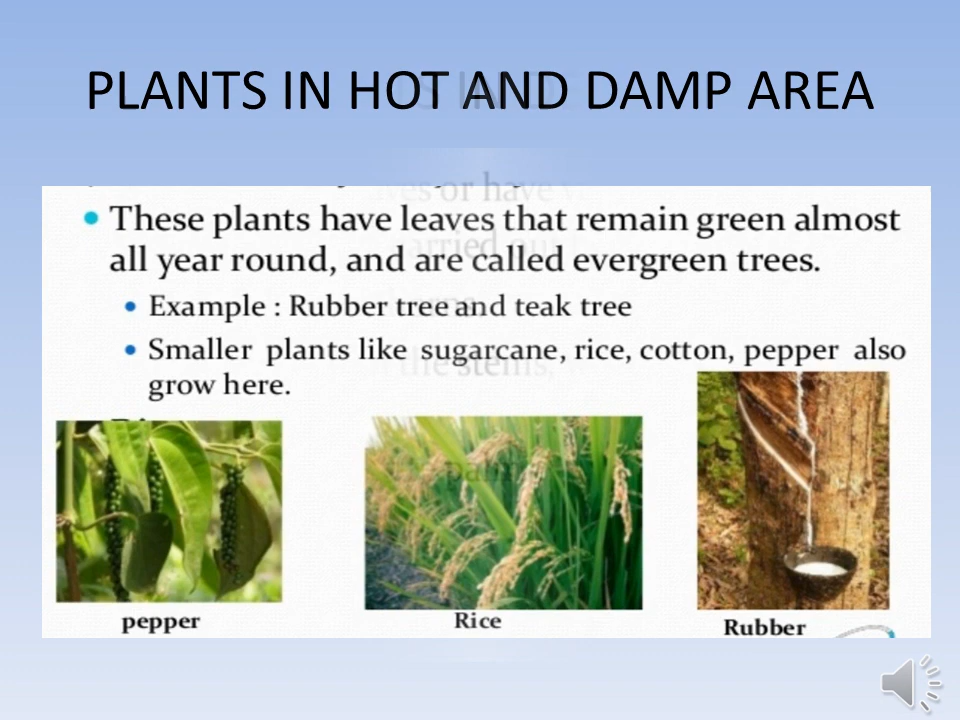 PLANTS IN HOT AND DAMP AREA
These plants have leaves that remain green almost
all year round, and are called evergreen trees.
Example : Rubber tree and teak tree
Smaller plants like sugarcane, rice, cotton, pepper also
grow here.
pepper
Rice
Rubber